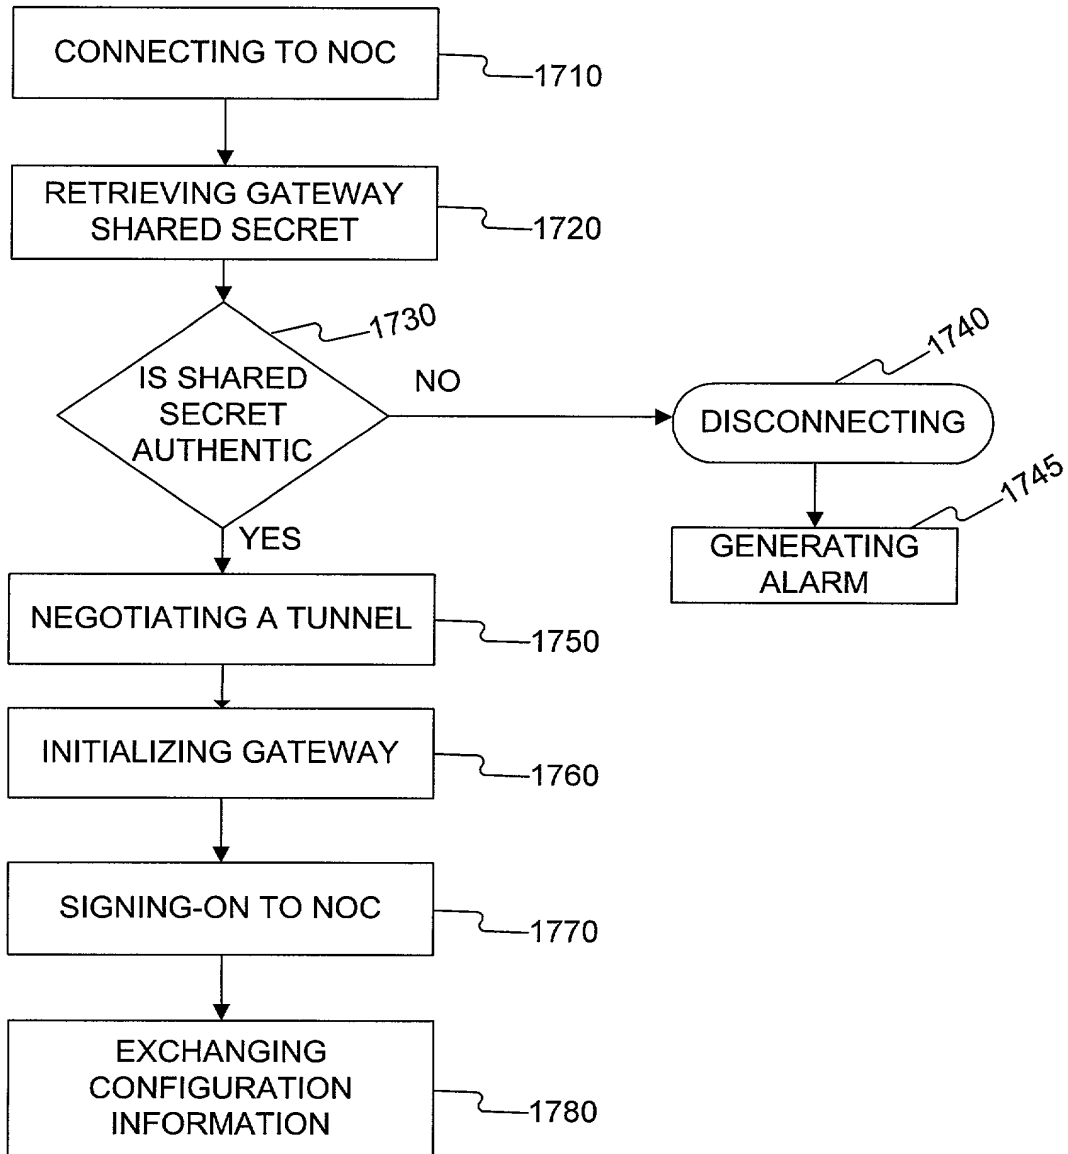 CONNECTING TO NOC
1710
RETRIEVING GATEWAY
SHARED SECRET
1720
1730
IS SHARED
SECRET
AUTHENTIC
NO
1740
DISCONNECTING
1745
GENERATING
ALARM
YES
NEGOTIATING A TUNNEL
1750
INITIALIZING GATEWAY
1760
SIGNING-ON TO NOC
1770
EXCHANGING
CONFIGURATION
INFORMATION
1780